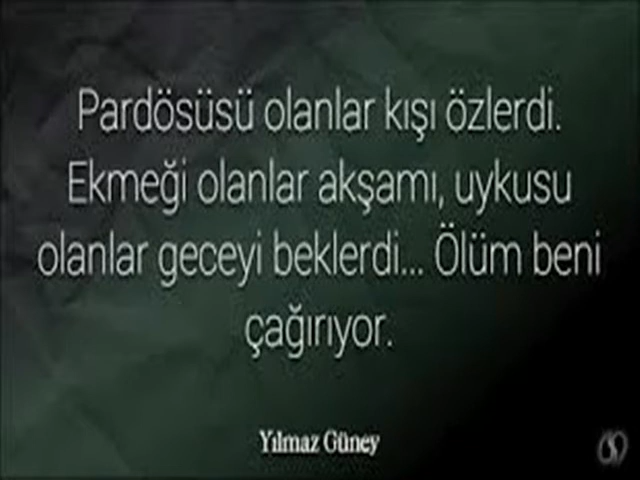 Pardösüsü olanlar kışı özlerdi.
Ekmeği olanlar akşamı, uykusu
olanlar geceyi beklerdi... Ölüm beni
çağırıyor.
Yılmaz Güney